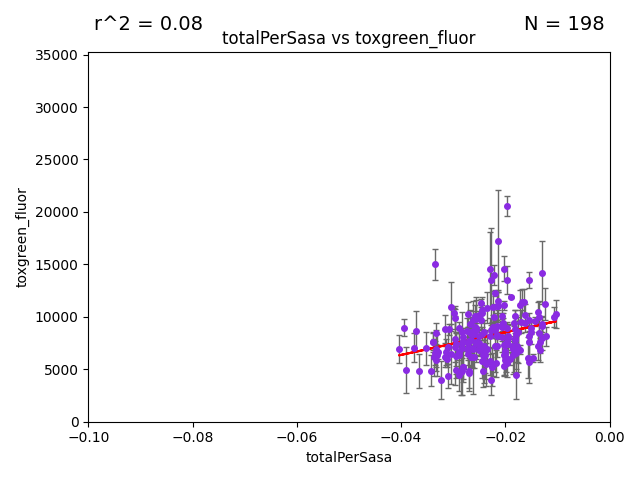 r^2 = 0.08
N = 198
totalPerSasa vs toxgreen_fluor
35000
30000
25000
20000
15000
10000
5000
0
toxgreen_fluor
−0.10
−0.08
−0.06
−0.04
−0.02
0.00
totalPerSasa